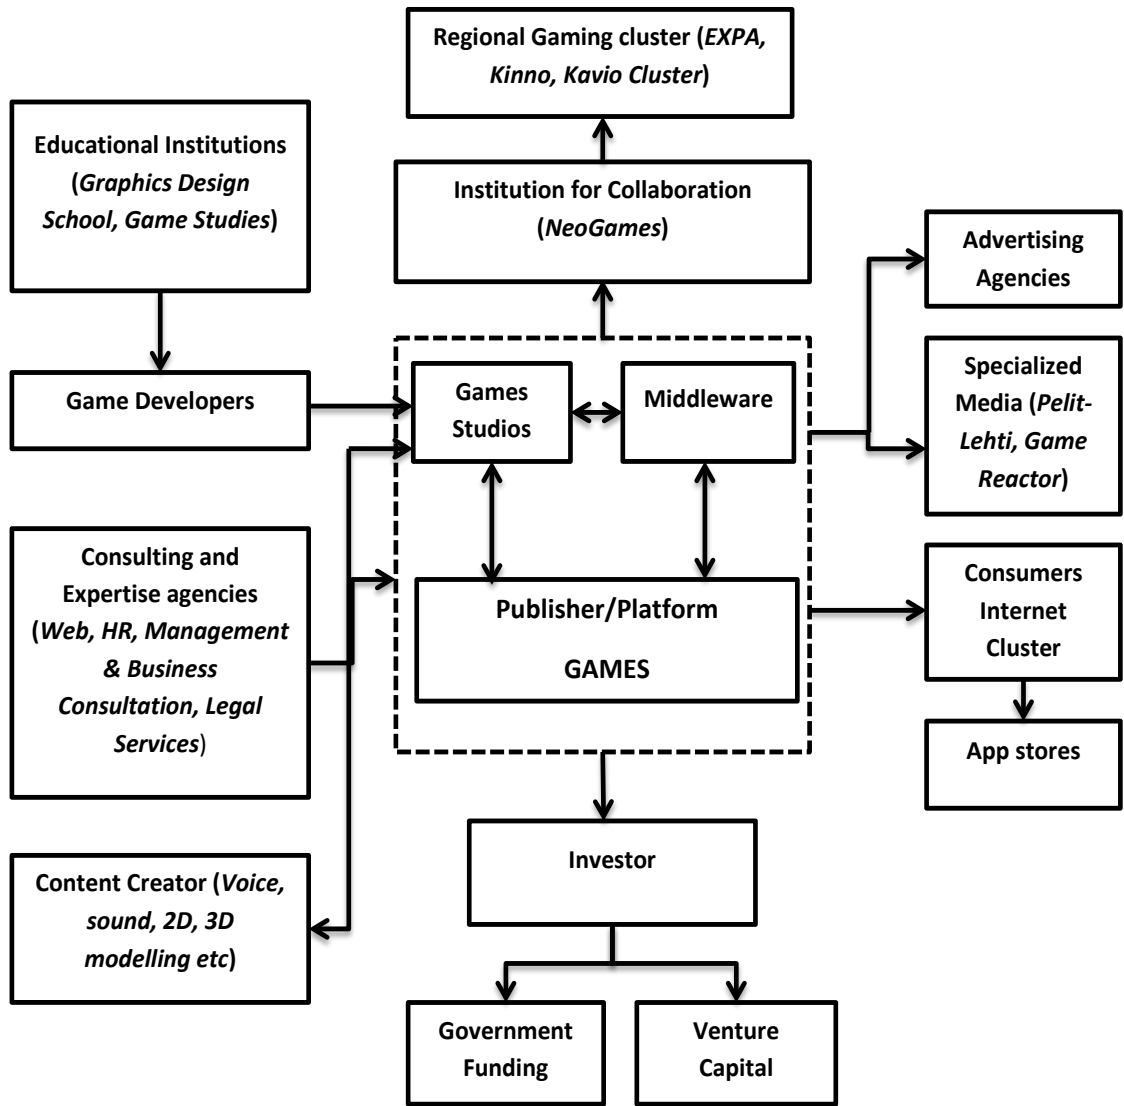 Regional Gaming cluster (EXPA,
Kinno, Kavio Cluster)
Educational Institutions
(Graphics Design
School, Game Studies)
Institution for Collaboration
(NeoGames)
Advertising
Agencies
Game Developers
Games
Studios
Middleware
Specialized
Media (Pelit-
Lehti, Game
Reactor)
Consulting and
Expertise agencies
(Web, HR, Management
& Business
Consultation, Legal
Services)
Publisher/Platform
GAMES
Consumers
Internet
Cluster
App stores
Content Creator (Voice,
sound, 2D, 3D
modelling etc)
Investor
Government
Funding
Venture
Capital